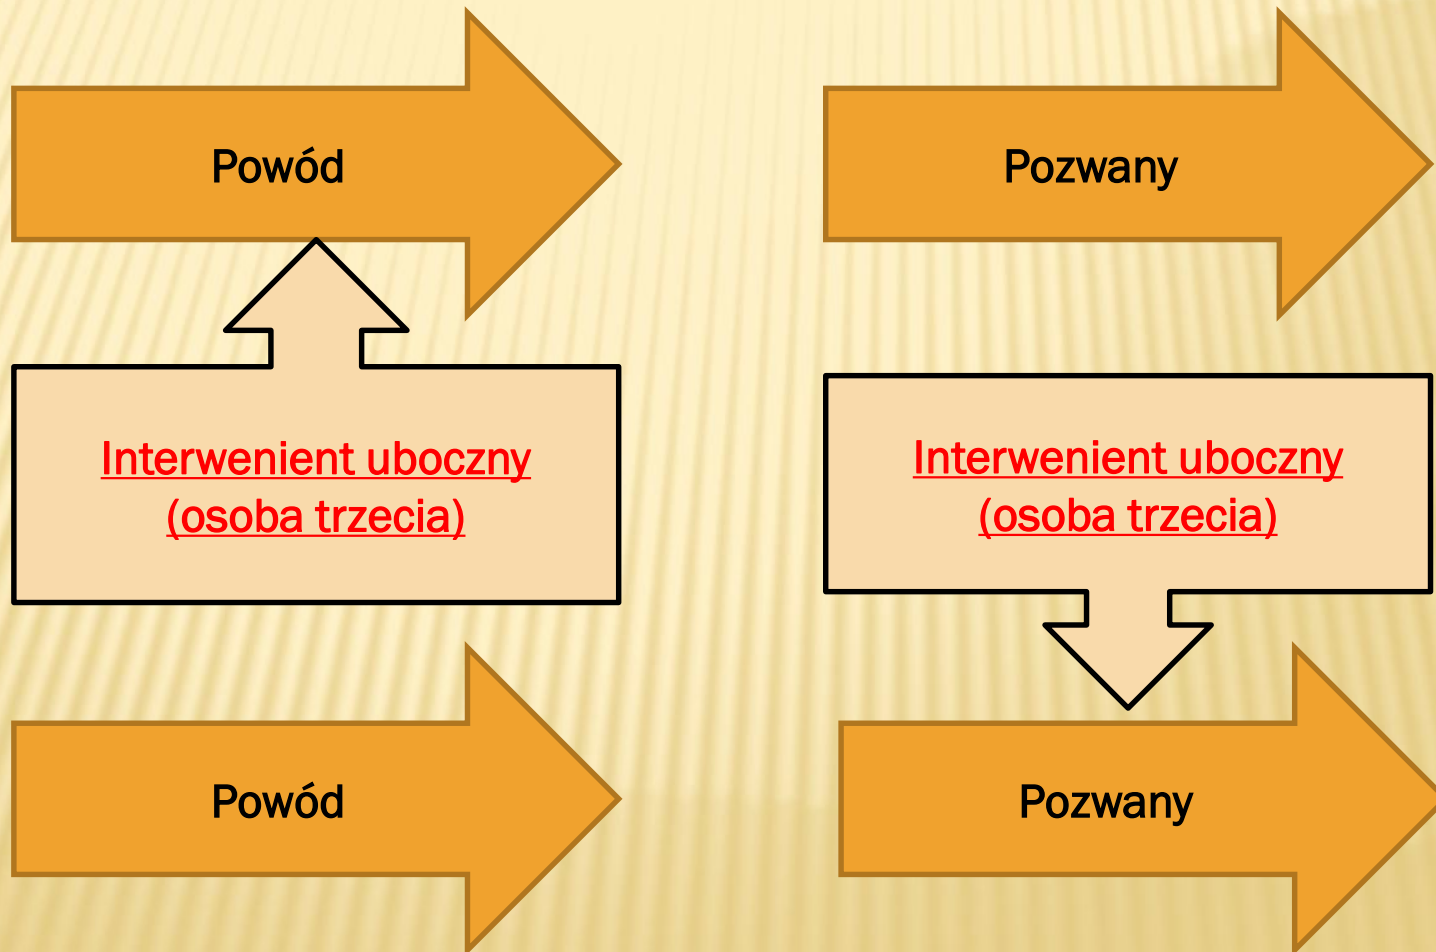 Powód
Pozwany
Interwenient uboczny
(osoba trzecia)
Interwenient uboczny
(osoba trzecia)
Powód
Pozwany